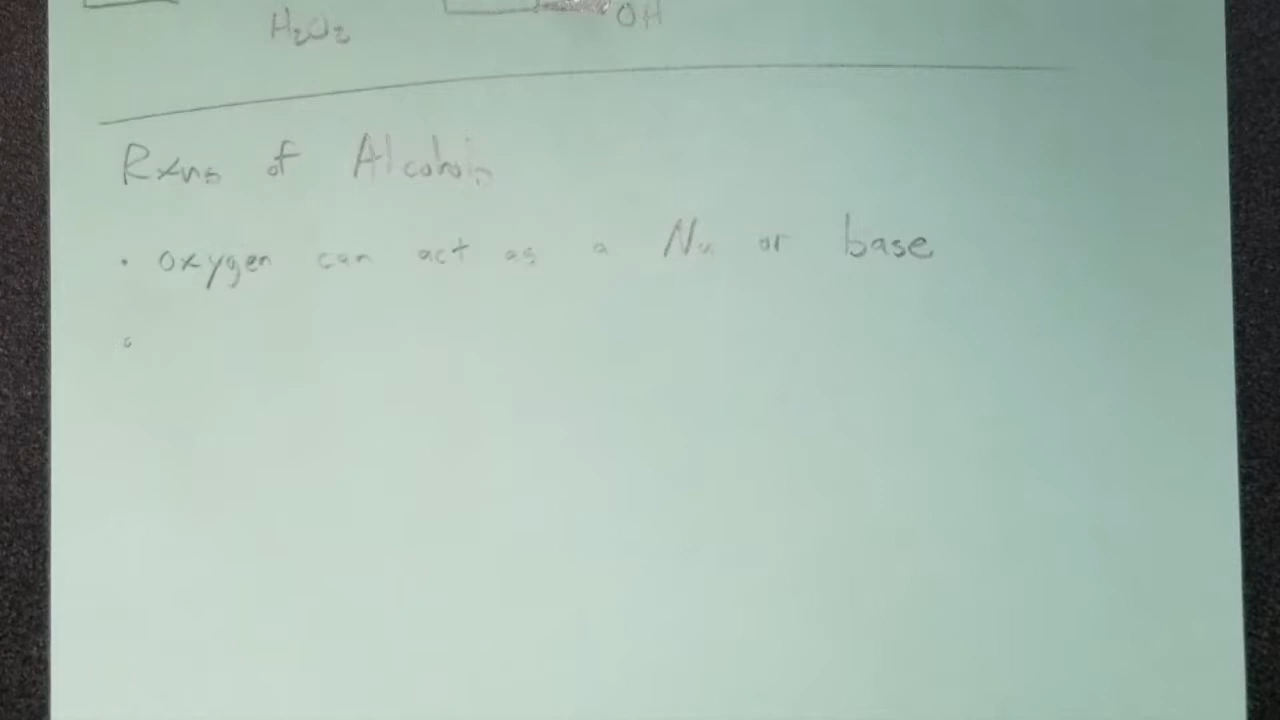 H₂O₂
OH
Rxns of Alcohols
• oxygen can act as a Nu or base
•